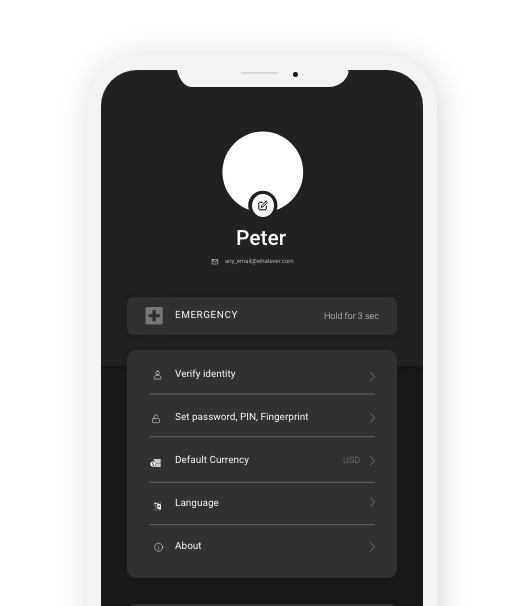 Peter
any_email@whatever.com
EMERGENCY
Hold for 3 sec
Verify identity
Set password, PIN, Fingerprint
Default Currency
USD
Language
About